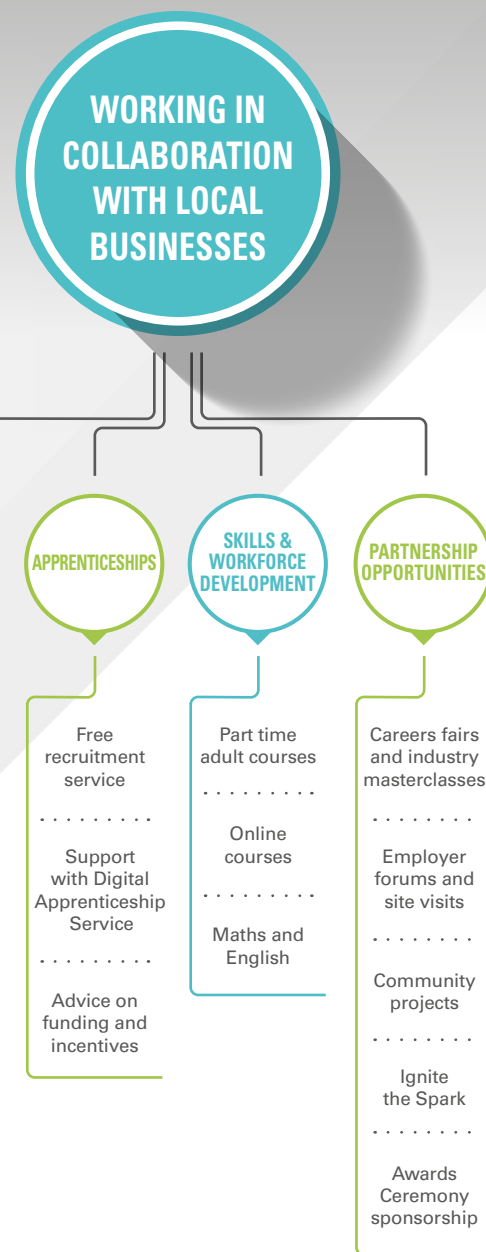 WORKING IN
COLLABORATION
WITH LOCAL
BUSINESSES
APPRENTICESHIPS
Free
recruitment
service
Support
with Digital
Apprenticeship
Service
Advice on
funding and
incentives
SKILLS &
WORKFORCE
DEVELOPMENT
Part time
adult courses
Online
courses
Maths and
English
PARTNERSHIP
OPPORTUNITIES
Careers fairs
and industry
masterclasses
Employer
forums and
site visits
Community
projects
Ignite
the Spark
Awards
Ceremony
sponsorship